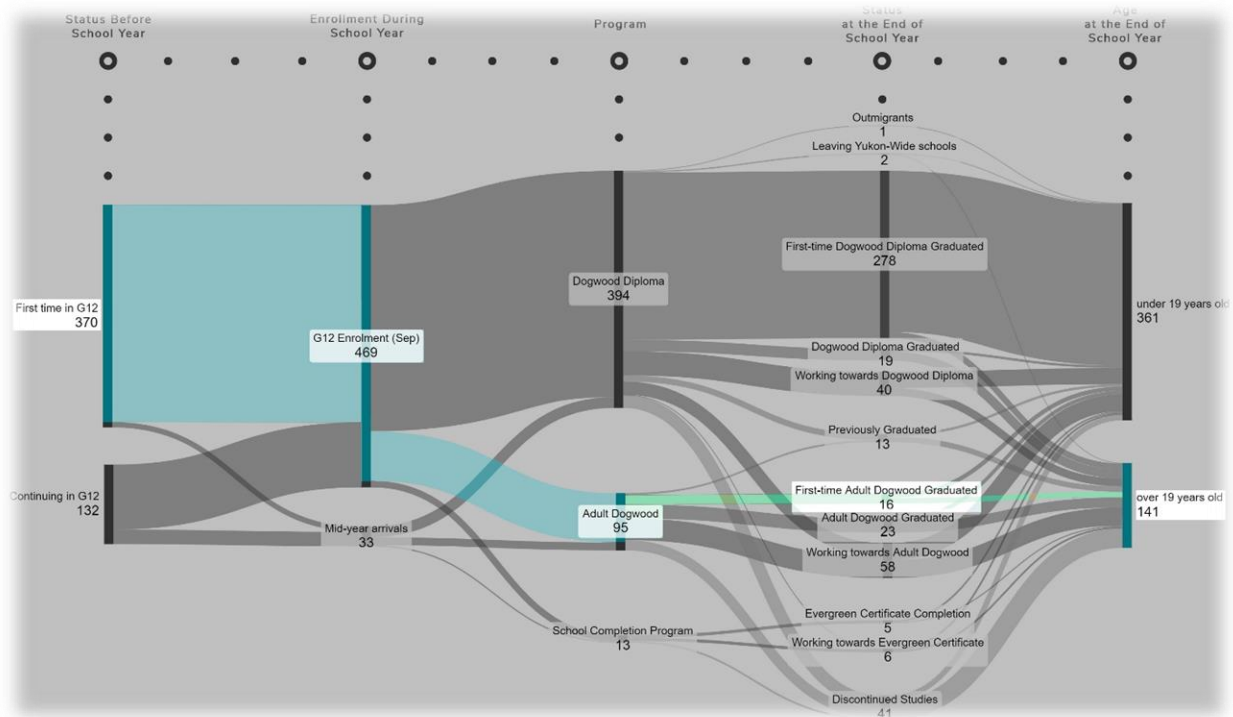 Status Before
School Year
Enrollment During
School Year
Program
Status
at the End of
School Year
Age
at the End of
School Year
Outmigrants
1
Leaving Yukon-Wide schools
2
First-time Dogwood Diploma Graduated
278
Dogwood Diploma
394
First time in G12
370
under 19 years old
361
G12 Enrolment (Sep)
469
Dogwood Diploma Graduated
19
Working towards Dogwood Diploma
40
Previously Graduated
13
Continuing in G12
132
First-time Adult Dogwood Graduated
16
over 19 years old
141
Adult Dogwood
95
Adult Dogwood Graduated
23
Mid-year arrivals
33
Working towards Adult Dogwood
58
Evergreen Certificate Completion
5
School Completion Program
13
Working towards Evergreen Certificate
6
Discontinued Studies
41